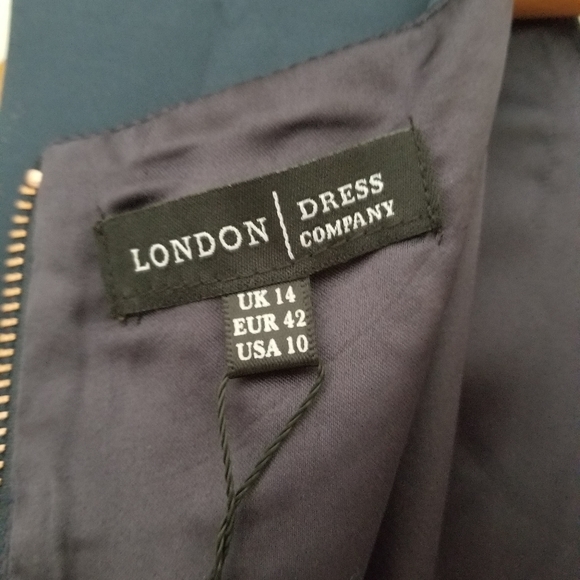 LONDON
DRESS
COMPANY
UK 14
EUR 42
USA 10